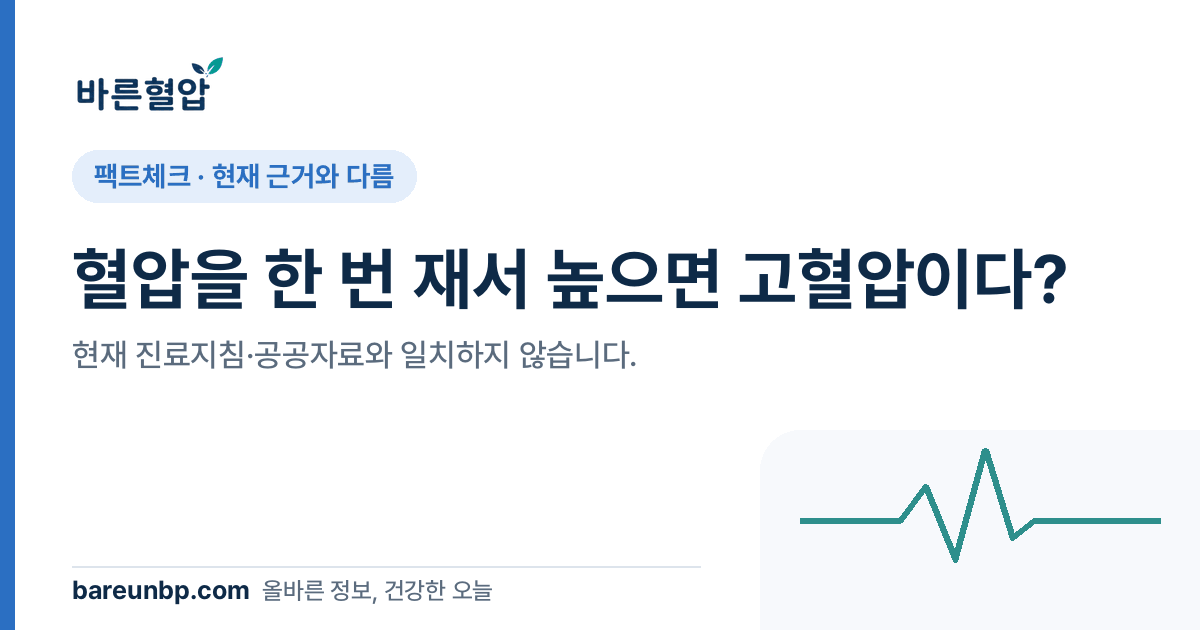 바른혈압
팩트체크 · 현재 근거와 다름
혈압을 한 번 재서 높으면 고혈압이다?
현재 진료지침·공공자료와 일치하지 않습니다.
bareunbp.com 올바른 정보, 건강한 오늘